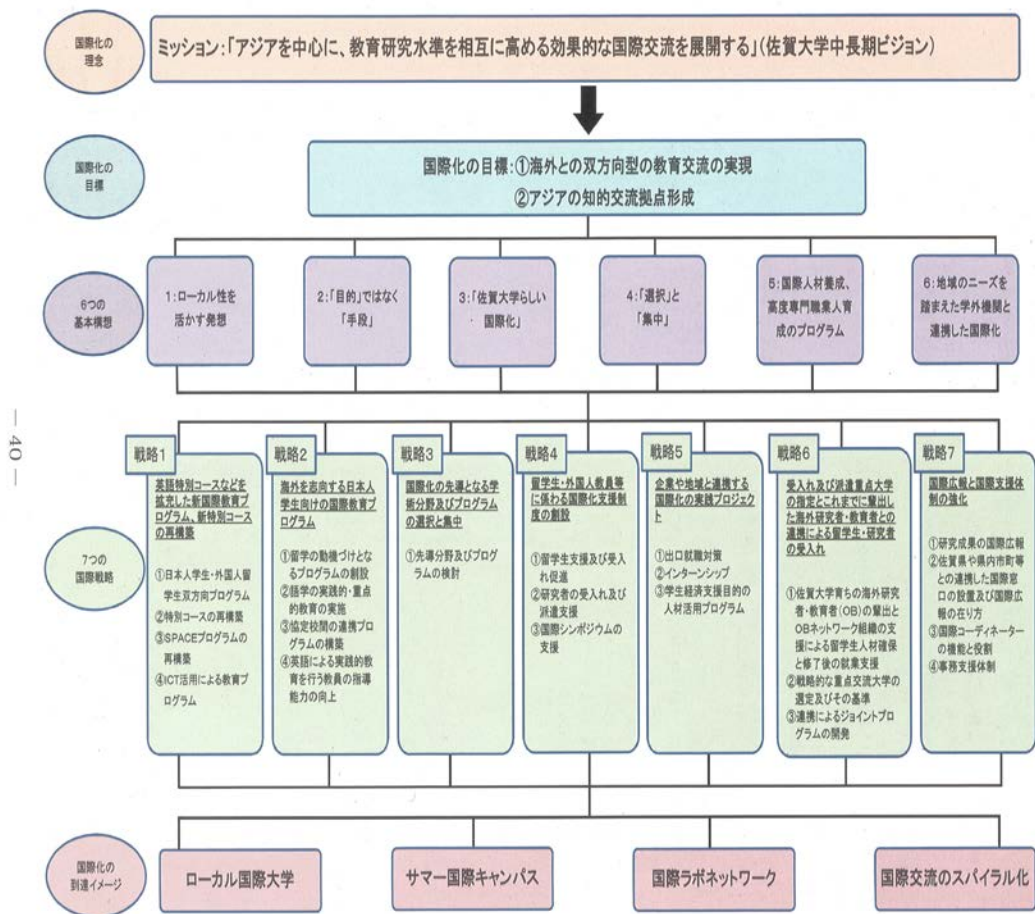 国際化の
理念
ミッション:「アジアを中心に、教育研究水準を相互に高める効果的な国際交流を展開する」(佐賀大学中長期ビジョン)
国際化の
目標
国際化の目標:①海外との双方向型の教育交流の実現
②アジアの知的交流拠点形成
6つの
基本構想
1:ローカル性を
活かす発想
2:「目的」ではなく
「手段」
3:「佐賀大学らしい
国際化」
4:「選択」と
「集中」
5:国際人材養成、
高度専門職業人育
成のプログラム
6:地域のニーズを
踏まえた学外機関と
連携した国際化
― 40 ―
7つの
国際戦略
戦略1
英語特別コースなどを
拡充した新国際教育プ
ログラム、新特別コース
の再構築
①日本人学生・外国人留
学生双方向プログラム
②特別コースの再構築
③SPACEプログラムの
再構築
④ICT活用による教育プ
ログラム
戦略2
海外を志向する日本人
学生向けの国際教育プ
ログラム
①留学の動機づけとな
るプログラムの創設
②語学の実践的・重点
的教育の実施
③協定校間の連携プロ
グラムの構築
④英語による実践的教
育を行う教員の指導
能力の向上
戦略3
国際化の先導となる学
術分野及びプログラム
の選択と集中
①先導分野及びプログ
ラムの検討
戦略4
留学生・外国人教員等
に係わる国際化支援制
度の創設
①留学生支援及び受入
れ促進
②研究者の受入れ及び
派遣支援
③国際シンポジウムの
支援
戦略5
企業や地域と連携する
国際化の実践プロジェ
クト
①出口就職対策
②インターンシップ
③学生経済支援目的の
人材活用プログラム
戦略6
受入れ及び派遣重点大学
の指定とこれまでに輩出し
た海外研究者・教育者との
連携による留学生・研究者
の受入れ
①佐賀大学育ちの海外研究
者・教育者(OB)の輩出と
OBネットワーク組織の支
援による留学生人材確保
と修了後の就業支援
②戦略的な重点交流大学の
選定及びその基準
③連携によるジョイントプロ
グラムの開発
戦略7
国際広報と国際支援体
制の強化
①研究成果の国際広報
②佐賀県や県内市町等
との連携した国際窓
口の設置及び国際広
報の在り方
③国際コーディネーター
の機能と役割
④事務支援体制
国際化の
到達イメージ
ローカル国際大学
サマー国際キャンパス
国際ラボネットワーク
国際交流のスパイラル化